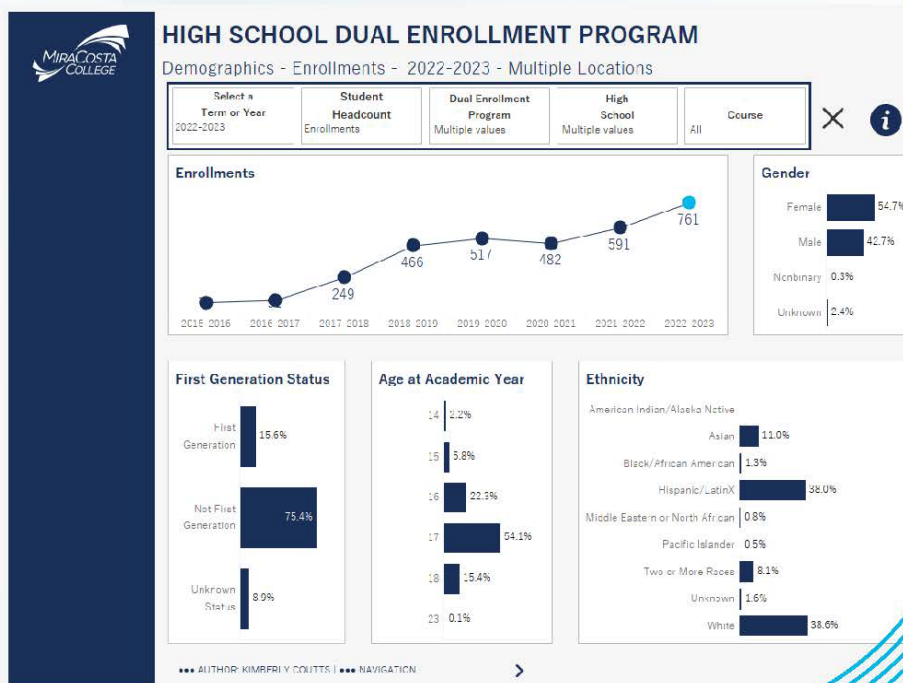 MIRACOSTA
COLLEGE
HIGH SCHOOL DUAL ENROLLMENT PROGRAM
Demographics - Enrollments - 2022-2023 - Multiple Locations
Select a
Term or Year
2022-2023
Student
Headcount
Enrollments
Dual Enrollment
Program
Multiple values
High
School
Multiple values
Course
All
i
Enrollments
249
466
517
482
591
761
2015-2016 2016-2017 2017-2018 2018-2019 2019-2020 2020-2021 2021-2022 2022-2023
Gender
Female 54.7%
Male 42.7%
Nonbinary 0.3%
Unknown 2.4%
First Generation Status
First
Generation
15.6%
Not First
Generation
75.4%
Unknown
Status
8.9%
Age at Academic Year
14 2.2%
15 5.8%
16 22.3%
17 54.1%
18 15.4%
23 0.1%
Ethnicity
American Indian/Alaska Native
Asian 11.0%
Black/African American 1.3%
Hispanic/LatinX 38.0%
Middle Eastern or North African 0.8%
Pacific Islander 0.5%
Two or More Races 8.1%
Unknown 1.6%
White 38.6%
••• AUTHOR: KIMBERLY COUTTS | ••• NAVIGATION